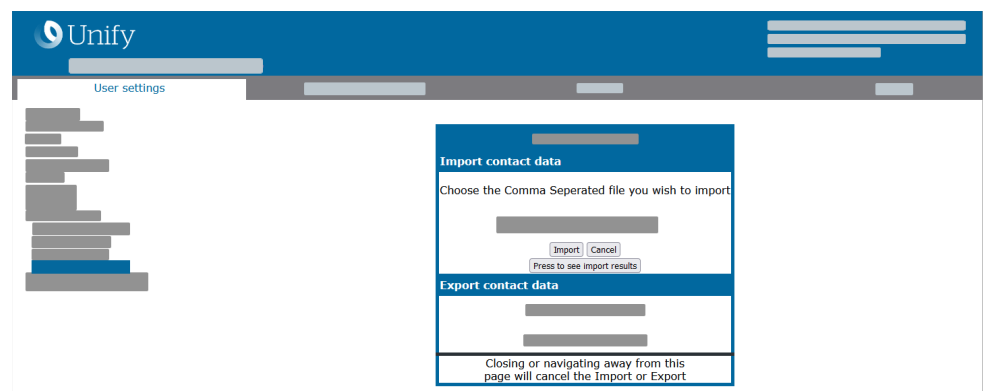 Unify
User settings
Import contact data
Choose the Comma Seperated file you wish to import
Import Cancel
Press to see import results
Export contact data
Closing or navigating away from this
page will cancel the Import or Export